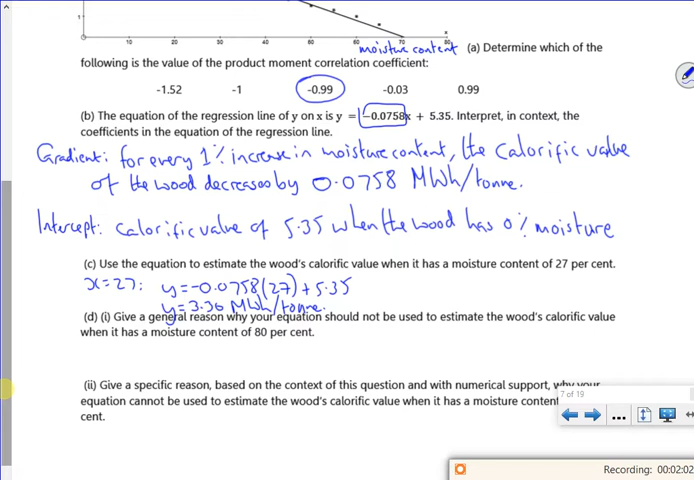 1
0 10 20 30 40 50 60 70 80 x
moisture content (a) Determine which of the
following is the value of the product moment correlation coefficient:
-1.52 -1 -0.99 -0.03 0.99
(b) The equation of the regression line of y on x is y = -0.0758x + 5.35. Interpret, in context, the
coefficients in the equation of the regression line.
Gradient: for every 1% increase in moisture content, the calorific value
of the wood decreases by 0.0758 MWh/tonne.
Intercept: calorific value of 5.35 when the wood has 0% moisture
(c) Use the equation to estimate the wood's calorific value when it has a moisture content of 27 per cent.
x=27: y=-0.0758(27)+5.35
y=3.30 MWh/tonne.
(d) (i) Give a general reason why your equation should not be used to estimate the wood's calorific value
when it has a moisture content of 80 per cent.
(ii) Give a specific reason, based on the context of this question and with numerical support, why your
equation cannot be used to estimate the wood's calorific value when it has a moisture content
cent.
7 of 19
...
Recording: 00:02:02